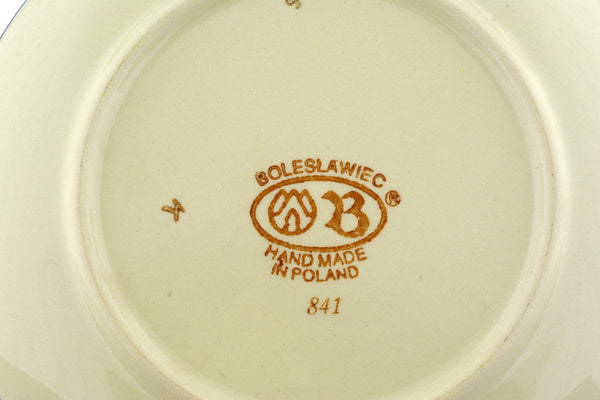 BOLESŁAWIEC ®
B
HAND MADE
IN POLAND
841